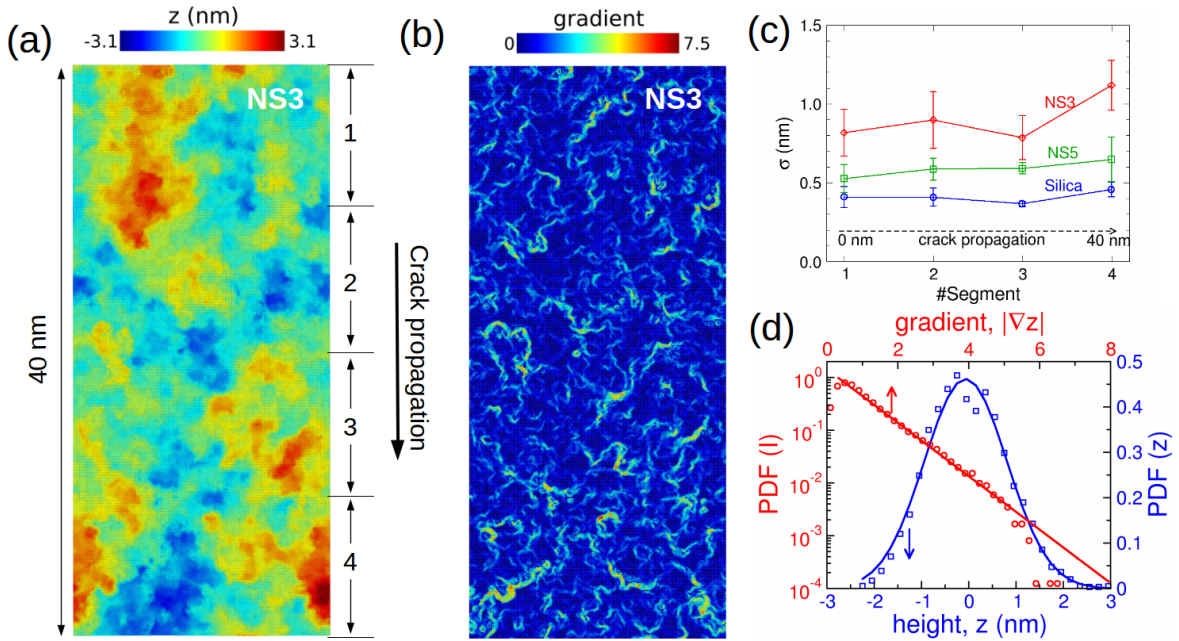 (a)
z (nm)
-3.1
3.1
NS3
40 nm
1
2
3
4
Crack propagation
(b)
gradient
0
7.5
NS3
(c)
1.5
1.0
0.5
0.0
σ (nm)
NS3
NS5
Silica
0 nm
crack propagation
40 nm
1
2
3
4
#Segment
(d)
gradient, |∇z|
0
2
4
6
8
10⁰
10⁻¹
10⁻²
10⁻³
10⁻⁴
PDF (l)
0.5
0.4
0.3
0.2
0.1
0
PDF (z)
-3
-2
-1
0
1
2
3
height, z (nm)